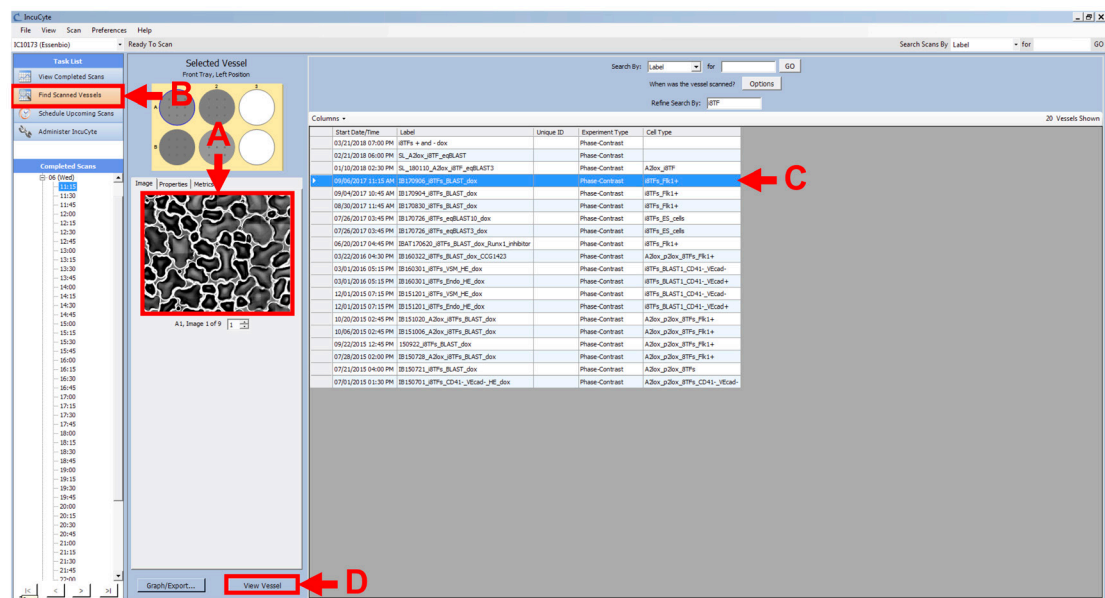 IncuCyte
File View Scan Preferences Help
IC10173 (Essenbio) Ready To Scan Search Scans By Label for GO
Task List
View Completed Scans
Find Scanned Vessels
Schedule Upcoming Scans
Administer IncuCyte
Completed Scans
06 (Wed)
11:15
11:30
11:45
12:00
12:15
12:30
12:45
13:00
13:15
13:30
13:45
14:00
14:15
14:30
14:45
15:00
15:15
15:30
15:45
16:00
16:15
16:30
16:45
17:00
17:15
17:30
17:45
18:00
18:15
18:30
18:45
19:00
19:15
19:30
19:45
20:00
20:15
20:30
20:45
21:00
21:15
21:30
21:45
22:00
|< < > >|
Selected Vessel
Front Tray, Left Position
2 3
A
B
B
A
Image Properties Metrics
A1, Image 1 of 9 1
Graph/Export... View Vessel
D
Search By: Label for GO
When was the vessel scanned? Options
Refine Search By: i8TF
Columns 20 Vessels Shown
Start Date/Time Label Unique ID Experiment Type Cell Type
03/21/2018 07:00 PM i8TFs + and - dox Phase-Contrast
02/21/2018 06:00 PM SL_A2lox_i8TF_eqBLAST Phase-Contrast
01/10/2018 02:30 PM SL_180110_A2lox_i8TF_eqBLAST3 Phase-Contrast A2lox_i8TF
09/06/2017 11:15 AM IB170906_i8TFs_BLAST_dox Phase-Contrast i8TFs_Flk1+
C
09/04/2017 10:45 AM IB170904_i8TFs_BLAST_dox Phase-Contrast i8TFs_Flk1+
08/30/2017 11:45 AM IB170830_i8TFs_BLAST_dox Phase-Contrast i8TFs_Flk1+
07/26/2017 03:45 PM IB170726_i8TFs_eqBLAST10_dox Phase-Contrast i8TFs_ES_cells
07/26/2017 03:45 PM IB170726_i8TFs_eqBLAST3_dox Phase-Contrast i8TFs_ES_cells
06/20/2017 04:45 PM IBAT170620_i8TFs_BLAST_dox_Runx1_inhibitor Phase-Contrast i8TFs_Flk1+
03/22/2016 04:30 PM IB160322_i8TFs_BLAST_dox_CCG1423 Phase-Contrast A2lox_p2lox_8TFs_Flk1+
03/01/2016 05:15 PM IB160301_i8TFs_VSM_HE_dox Phase-Contrast i8TFs_BLAST1_CD41-_VEcad-
03/01/2016 05:15 PM IB160301_i8TFs_Endo_HE_dox Phase-Contrast i8TFs_BLAST1_CD41-_VEcad+
12/01/2015 07:15 PM IB151201_i8TFs_VSM_HE_dox Phase-Contrast i8TFs_BLAST1_CD41-_VEcad-
12/01/2015 07:15 PM IB151201_i8TFs_Endo_HE_dox Phase-Contrast i8TFs_BLAST1_CD41-_VEcad+
10/20/2015 02:45 PM IB151020_A2lox_i8TFs_BLAST_dox Phase-Contrast A2lox_p2lox_8TFs_Flk1+
10/06/2015 02:45 PM IB151006_A2lox_i8TFs_BLAST_dox Phase-Contrast A2lox_p2lox_8TFs_Flk1+
09/22/2015 12:45 PM 150922_i8TFs_BLAST_dox Phase-Contrast A2lox_p2lox_8TFs_Flk1+
07/28/2015 02:00 PM IB150728_A2lox_i8TFs_BLAST_dox Phase-Contrast A2lox_p2lox_8TFs_Flk1+
07/21/2015 04:00 PM IB150721_i8TFs_BLAST_dox Phase-Contrast A2lox_p2lox_8TFs
07/01/2015 01:30 PM IB150701_i8TFs_CD41-_VEcad-_HE_dox Phase-Contrast A2lox_p2lox_8TFs_CD41-_VEcad-